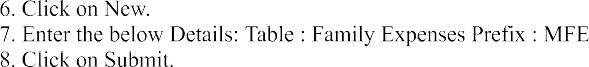 6. Click on New.
7. Enter the below Details: Table : Family Expenses Prefix : MFE
8. Click on Submit.